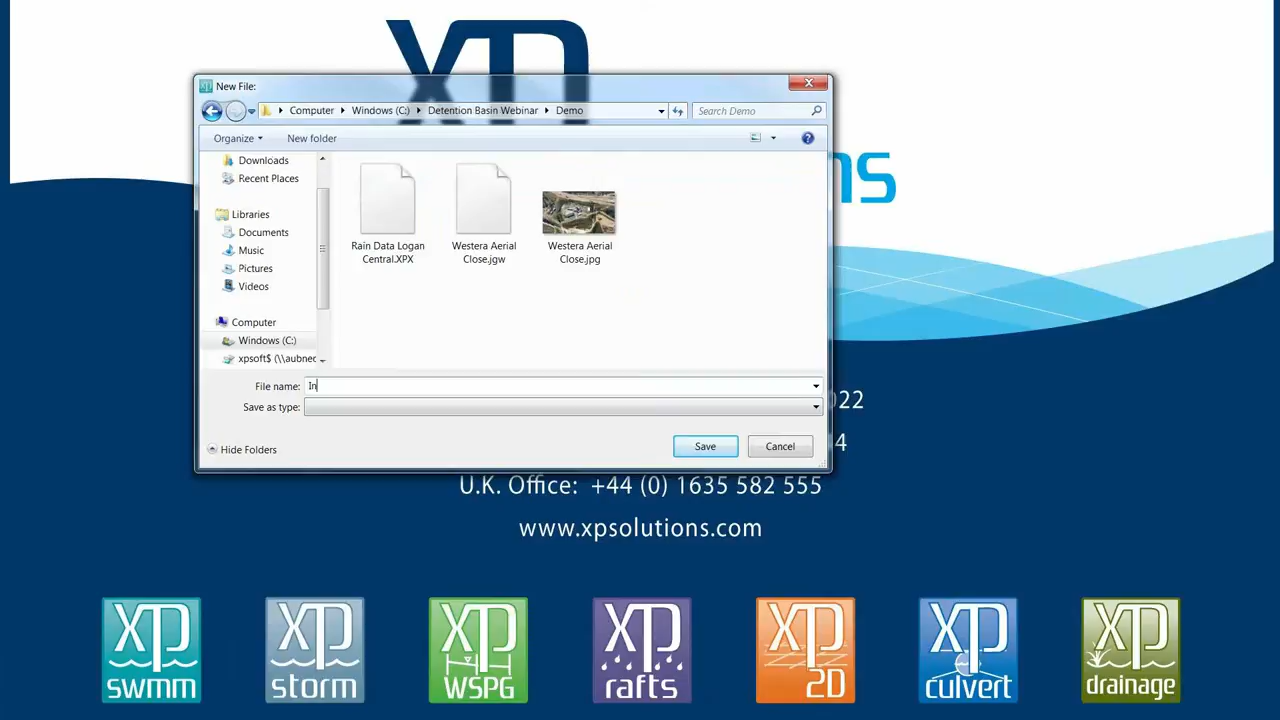 XP
New File:
Computer Windows (C:) Detention Basin Webinar Demo
Search Demo
Organize New folder
ns
Downloads
Recent Places
Libraries
Documents
Music
Pictures
Videos
Computer
Windows (C:)
xpsoft$ (\\aubnec
Rain Data Logan Central.XPX
Westera Aerial Close.jgw
Westera Aerial Close.jpg
File name: In
Save as type:
022
Hide Folders
Save Cancel
4
U.K. Office: +44 (0) 1635 582 555
www.xpsolutions.com
XP swmm
XP storm
XP WSPG
XP rafts
XP 2D
XP culvert
XP drainage